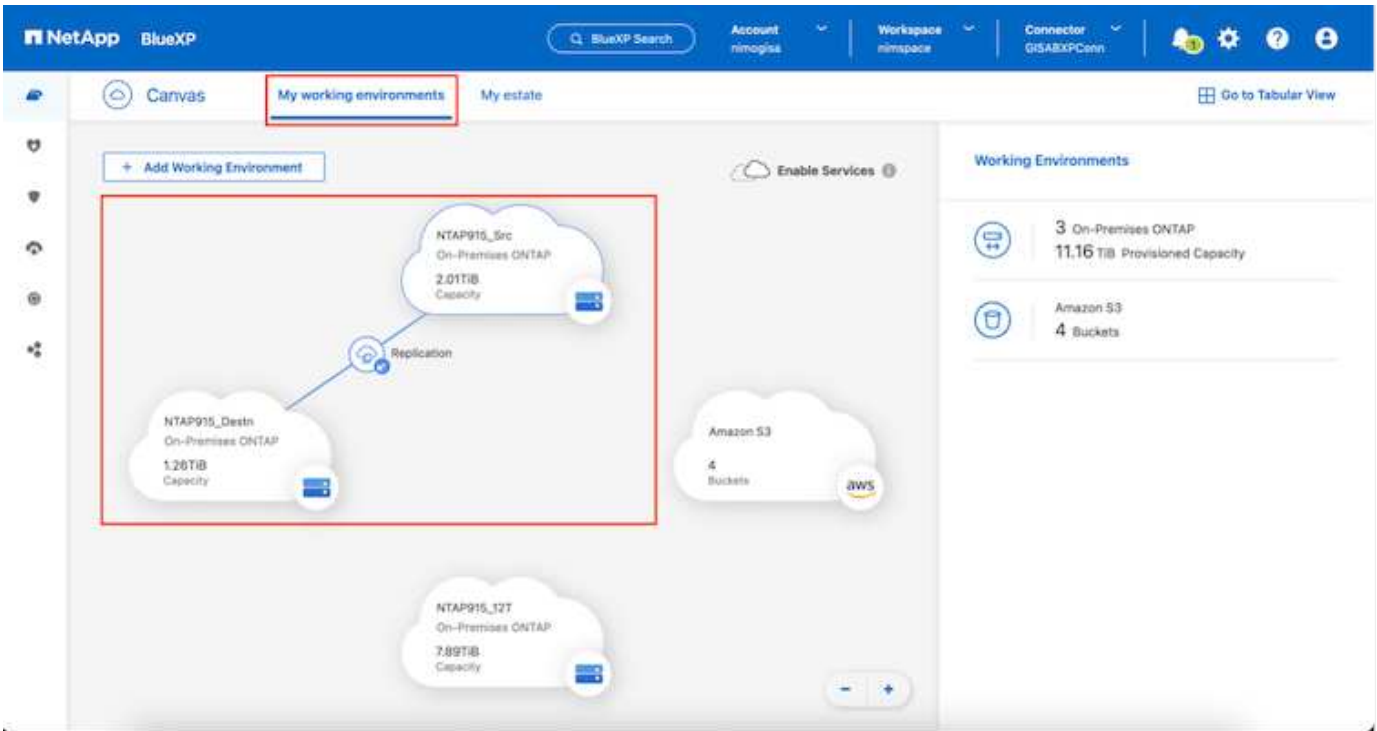 NetApp BlueXP
BlueXP Search
Account
nimogisa
Workspace
nimspace
Connector
GISABXPConn
Canvas
My working environments
My estate
Go to Tabular View
+ Add Working Environment
Enable Services
Working Environments
3 On-Premises ONTAP
11.16 TiB Provisioned Capacity
Amazon S3
4 Buckets
NTAP915_Src
On-Premises ONTAP
2.01TiB
Capacity
Replication
NTAP915_Destn
On-Premises ONTAP
1.26TiB
Capacity
Amazon S3
4
Buckets
aws
NTAP915_12T
On-Premises ONTAP
7.89TiB
Capacity
- +